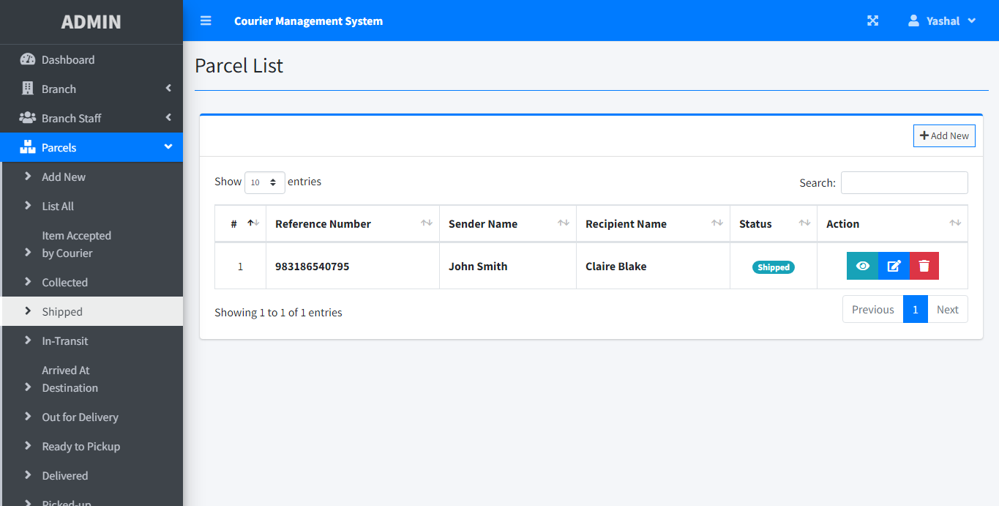 ADMIN
Courier Management System
Yashal
Dashboard
Branch
Branch Staff
Parcels
Add New
List All
Item Accepted
by Courier
Collected
Shipped
In-Transit
Arrived At
Destination
Out for Delivery
Ready to Pickup
Delivered
Picked-up
Parcel List
Add New
Show 10 entries
Search:
# Reference Number Sender Name Recipient Name Status Action
1 983186540795 John Smith Claire Blake Shipped
Showing 1 to 1 of 1 entries
Previous 1 Next